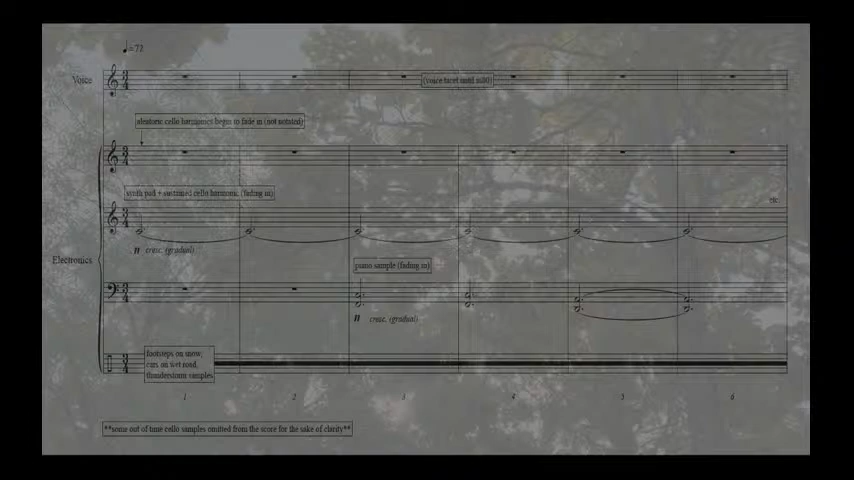 ♩=72
Voice
(voice tacet until m80)
aleatoric cello harmonics begin to fade in (not notated)
synth pad + sustained cello harmonic (fading in)
etc.
n cresc. (gradual)
Electronics
piano sample (fading in)
n cresc. (gradual)
footsteps on snow,
cars on wet road,
thunderstorm samples
1 2 3 4 5 6
**some out of time cello samples omitted from the score for the sake of clarity**